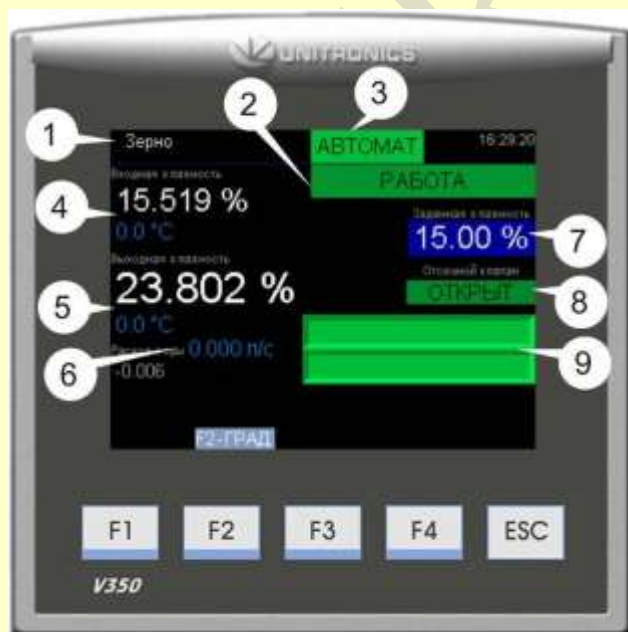 UNITRONICS
1
2
3
Зерно
АВТОМАТ
16:29:20
РАБОТА
Входная влажность
4
15.519 %
0.0 °C
Заданная влажность
15.00 %
7
Выходная влажность
5
23.802 %
0.0 °C
Отсечной клапан
ОТКРЫТ
8
6
0.000 л/с
-0.006
9
F2-ГРАД
F1
F2
F3
F4
ESC
V350